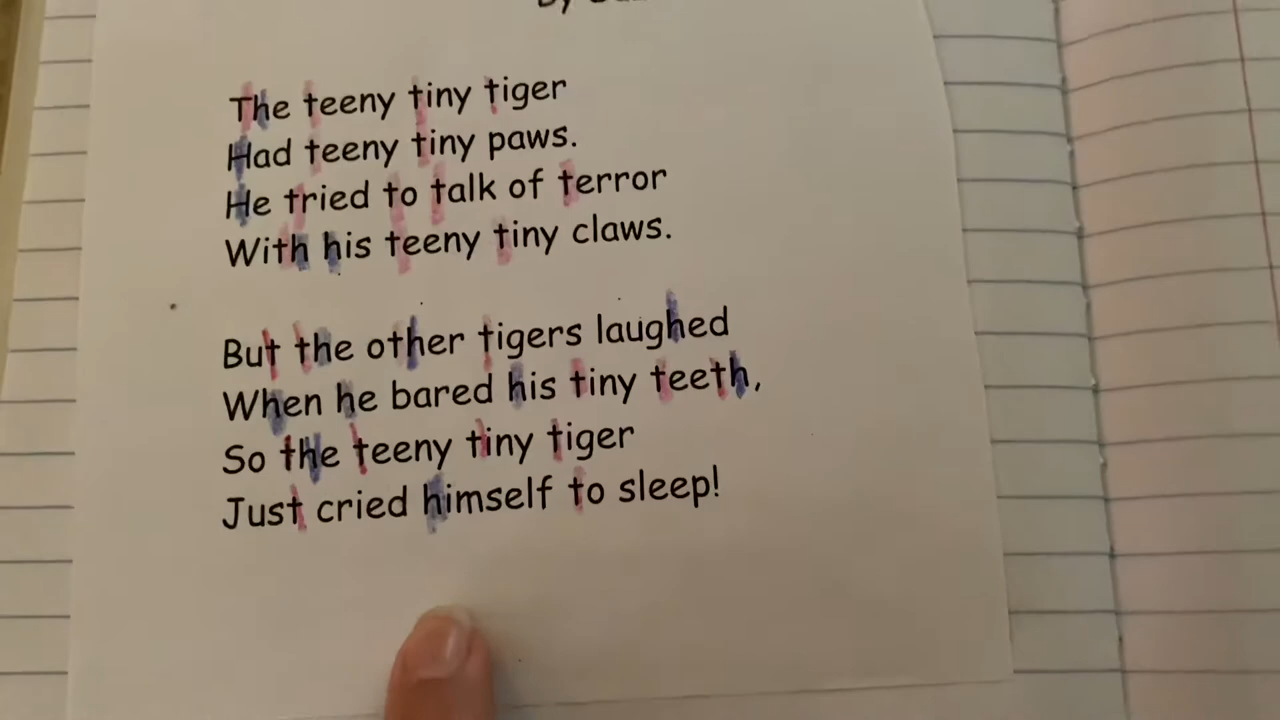 The teeny tiny tiger
Had teeny tiny paws.
He tried to talk of terror
With his teeny tiny claws.
But the other tigers laughed
When he bared his tiny teeth,
So the teeny tiny tiger
Just cried himself to sleep!